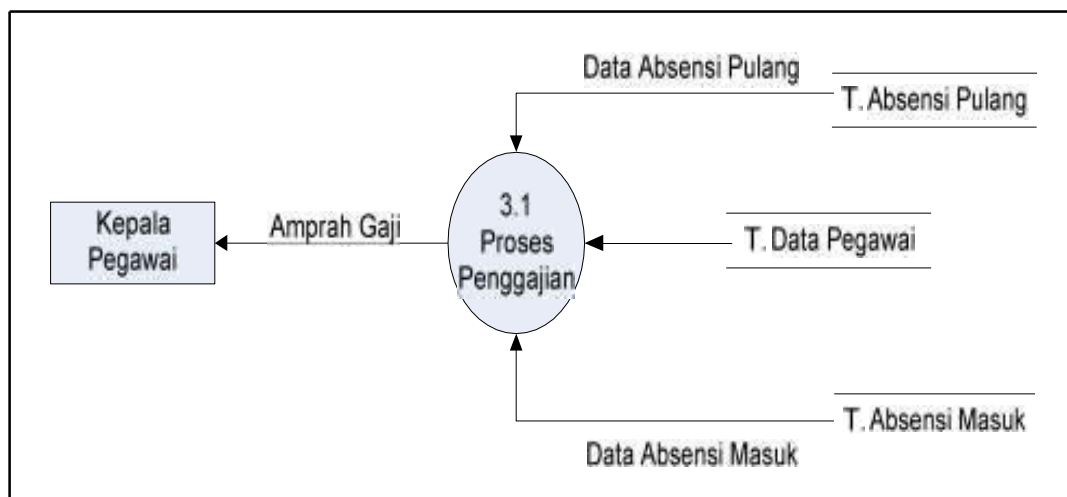 Data Absensi Pulang
T. Absensi Pulang
Kepala
Pegawai
Amprah Gaji
3.1
Proses
Penggajian
T. Data Pegawai
T. Absensi Masuk
Data Absensi Masuk